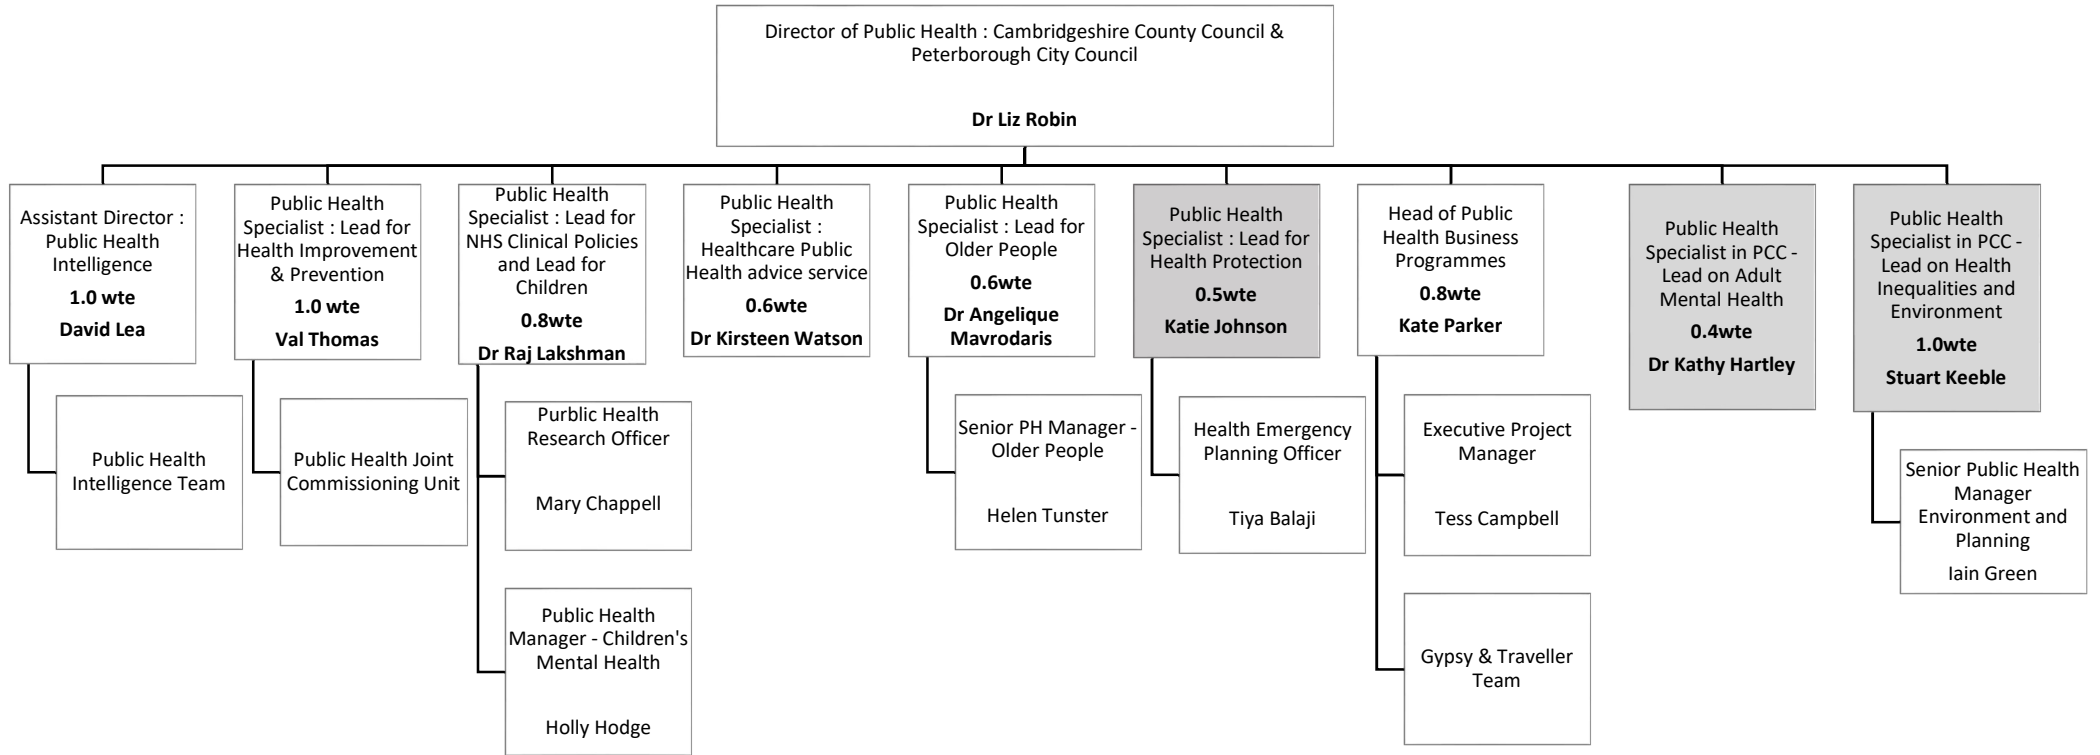 Director of Public Health : Cambridgeshire County Council &
Peterborough City Council
Dr Liz Robin
Assistant Director :
Public Health
Intelligence
1.0 wte
David Lea
Public Health
Specialist : Lead for
Health Improvement
& Prevention
1.0 wte
Val Thomas
Public Health
Specialist : Lead for
NHS Clinical Policies
and Lead for
Children
0.8wte
Dr Raj Lakshman
Public Health
Specialist :
Healthcare Public
Health advice service
0.6wte
Dr Kirsteen Watson
Public Health
Specialist : Lead for
Older People
0.6wte
Dr Angelique
Mavrodaris
Public Health
Specialist : Lead for
Health Protection
0.5wte
Katie Johnson
Head of Public
Health Business
Programmes
0.8wte
Kate Parker
Public Health
Specialist in PCC -
Lead on Adult
Mental Health
0.4wte
Dr Kathy Hartley
Public Health
Specialist in PCC -
Lead on Health
Inequalities and
Environment
1.0wte
Stuart Keeble
Public Health
Intelligence Team
Public Health Joint
Commissioning Unit
Purblic Health
Research Officer
Mary Chappell
Senior PH Manager -
Older People
Helen Tunster
Health Emergency
Planning Officer
Tiya Balaji
Executive Project
Manager
Tess Campbell
Senior Public Health
Manager
Environment and
Planning
Iain Green
Public Health
Manager - Children's
Mental Health
Holly Hodge
Gypsy & Traveller
Team